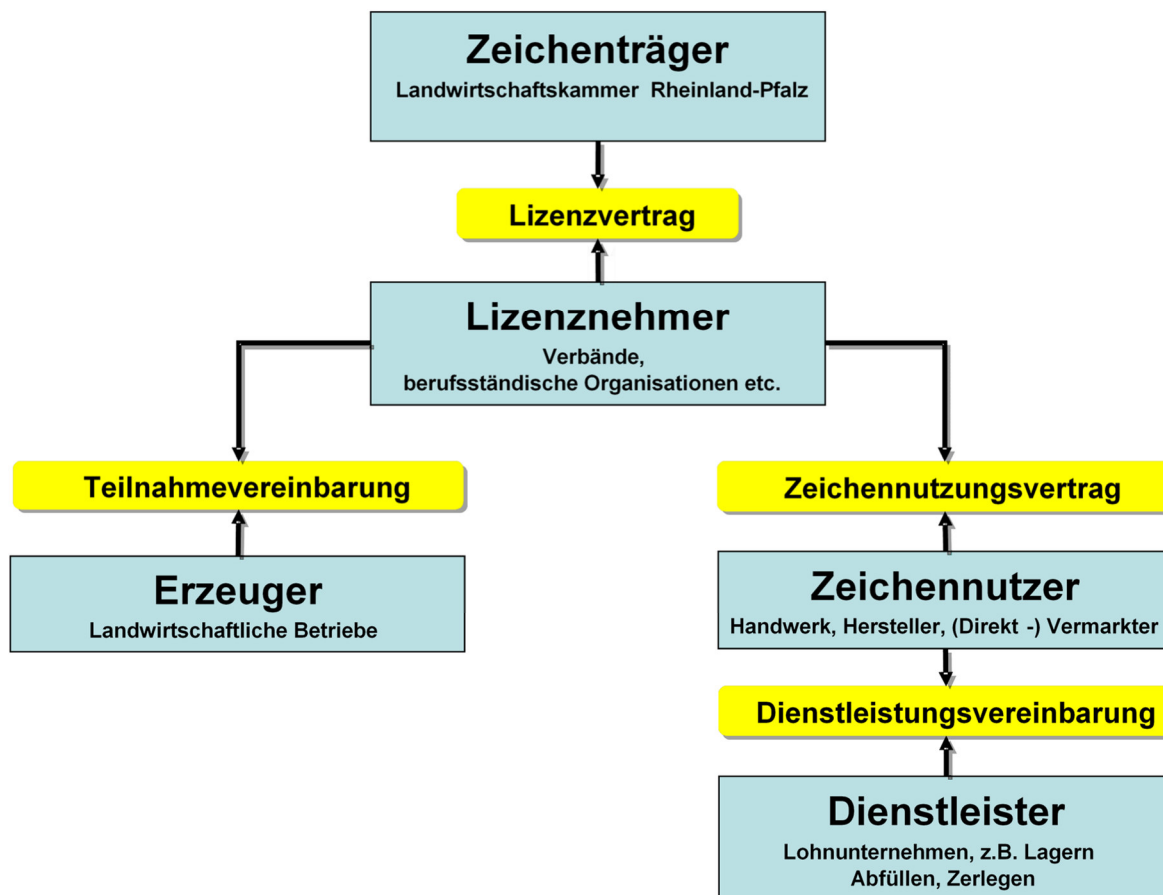 Zeichenträger
Landwirtschaftskammer Rheinland-Pfalz
Lizenzvertrag
Lizenznehmer
Verbände,
berufsständische Organisationen etc.
Teilnahmevereinbarung
Zeichennutzungsvertrag
Erzeuger
Landwirtschaftliche Betriebe
Zeichennutzer
Handwerk, Hersteller, (Direkt -) Vermarkter
Dienstleistungsvereinbarung
Dienstleister
Lohnunternehmen, z.B. Lagern
Abfüllen, Zerlegen